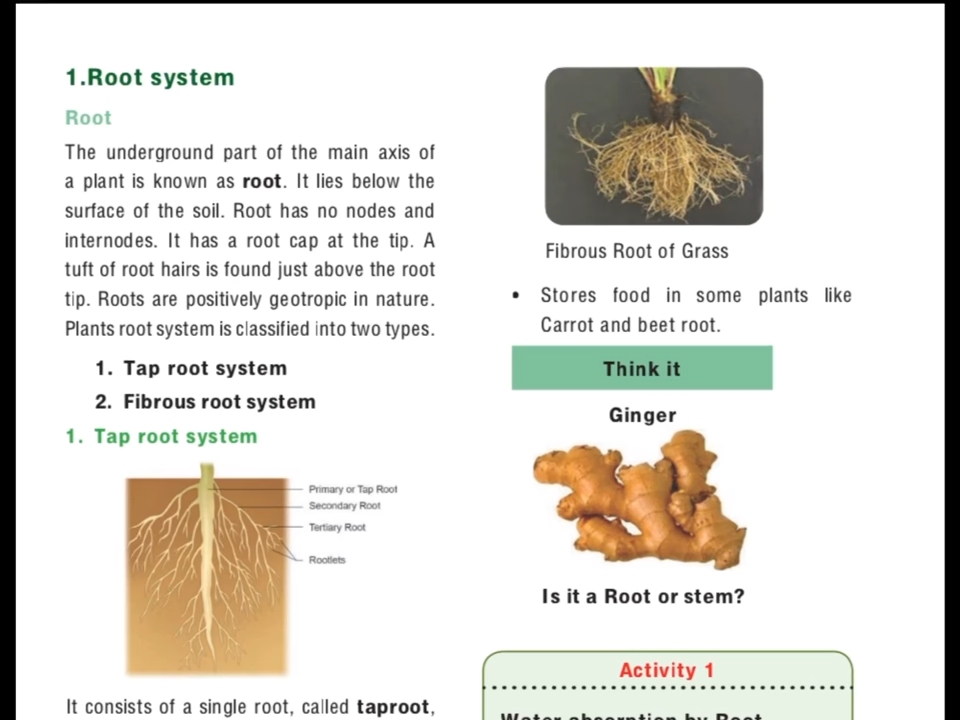 1.Root system
Root
The underground part of the main axis of
a plant is known as root. It lies below the
surface of the soil. Root has no nodes and
internodes. It has a root cap at the tip. A
tuft of root hairs is found just above the root
tip. Roots are positively geotropic in nature.
Plants root system is classified into two types.
1. Tap root system
2. Fibrous root system
1. Tap root system
Primary or Tap Root
Secondary Root
Tertiary Root
Rootlets
It consists of a single root, called taproot,
Fibrous Root of Grass
• Stores food in some plants like
Carrot and beet root.
Think it
Ginger
Is it a Root or stem?
Activity 1
Water absorption by Root